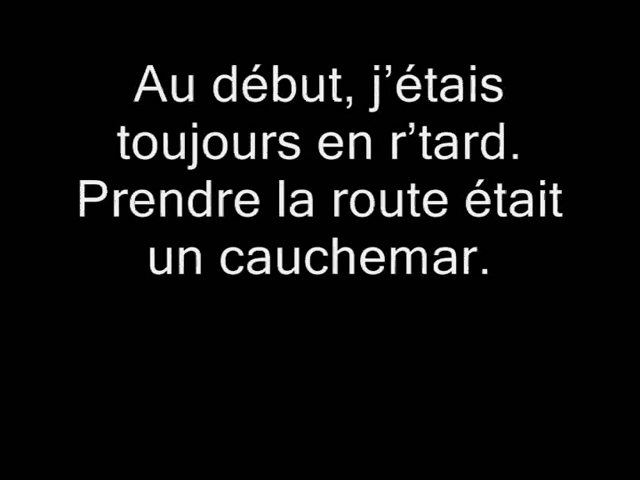 Au début, j’étais
toujours en r’tard.
Prendre la route était
un cauchemar.